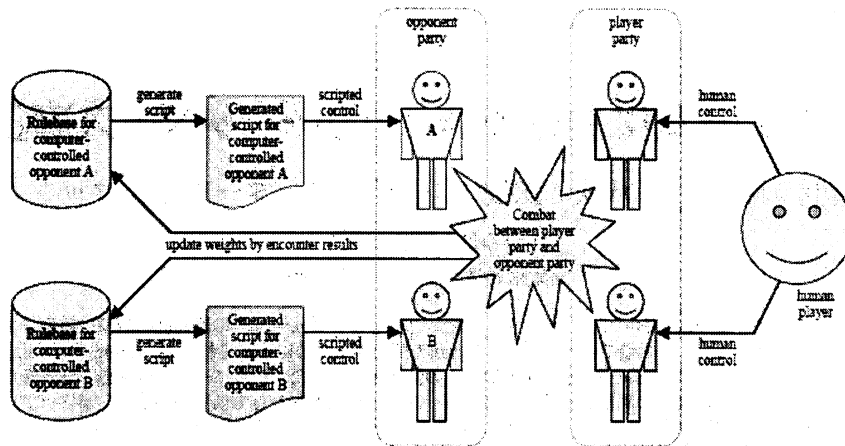 opponent
party
player
party
generate
script
scripted
control
human
control
Rulebase for
computer-
controlled
opponent A
Generated
script for
computer-
controlled
opponent A
A
Combat
between player
party and
opponent party
update weights by encounter results
human
player
Rulebase for
computer-
controlled
opponent B
generate
script
Generated
script for
computer-
controlled
opponent B
scripted
control
B
human
control